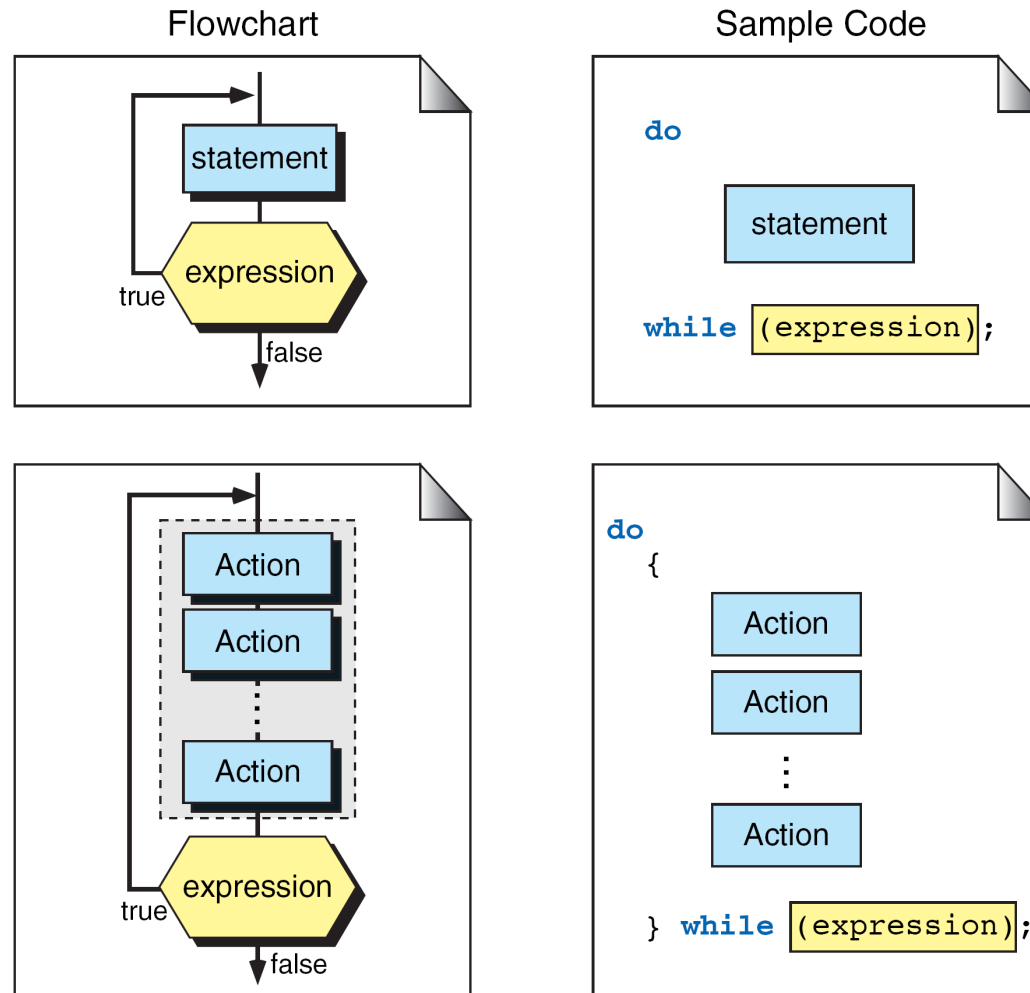 Flowchart
statement
expression
true
false
Sample Code
do
statement
while (expression);
Action
Action
Action
expression
true
false
do
{
Action
Action
Action
} while (expression);